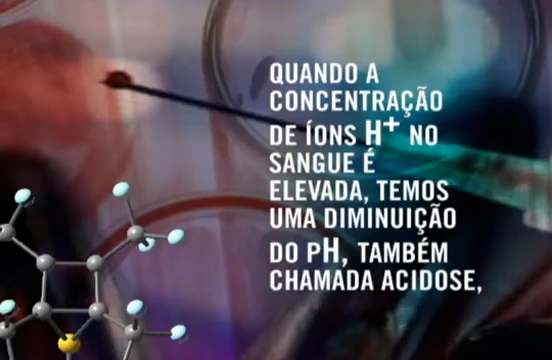 QUANDO A
CONCENTRAÇÃO
DE ÍONS H⁺ NO
SANGUE É
ELEVADA, TEMOS
UMA DIMINUIÇÃO
DO PH, TAMBÉM
CHAMADA ACIDOSE,